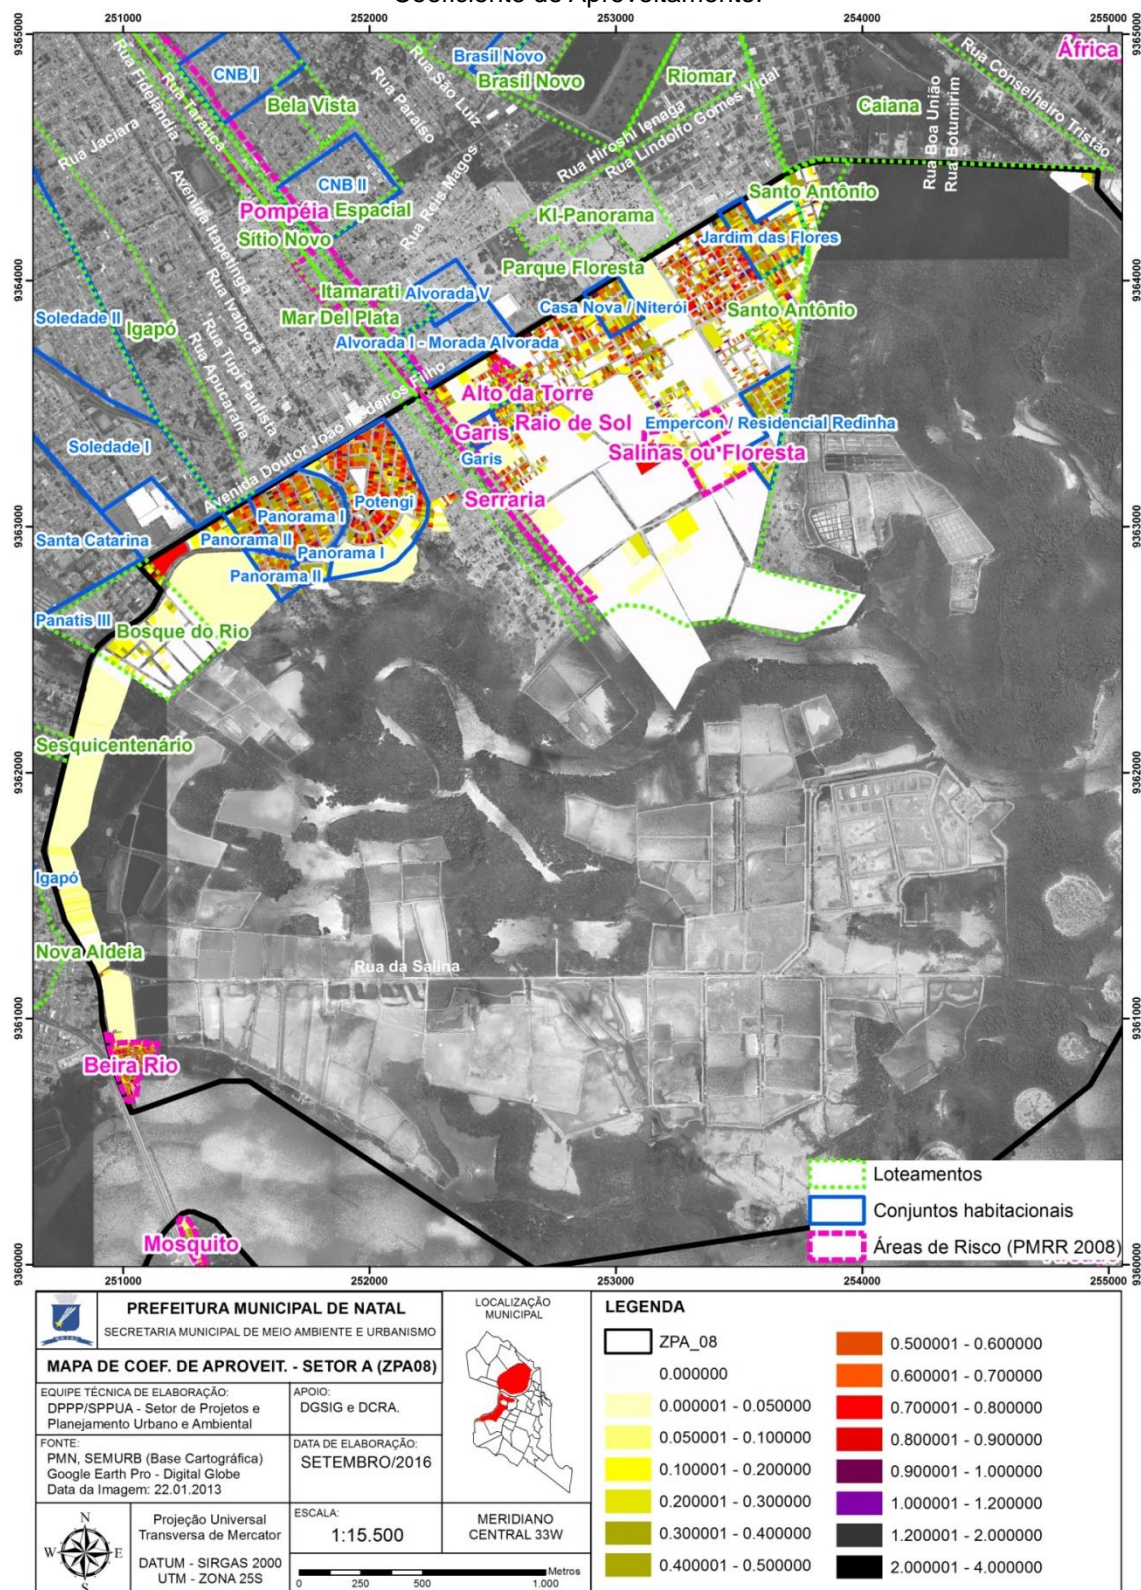 Coeficiente de Aproveitamento.
251000
252000
253000
254000
255000
9365000
9365000
África
Brasil Novo
Brasil Novo
Riomar
Rua Conselheiro Tristão
CNB I
Rua Fidelândia
Rua Taraúca
Bela Vista
Rua Paraíso
Rua São Luiz
Caiana
Rua Boa União
Rua Botumirim
Rua Hiroshi Ienaga
Rua Lindolfo Gomes Vidal
Rua Jaciara
CNB II
Avenida Itapetinga
Rua Reis Magos
Pompéia
Espacial
Santo Antônio
KI-Panorama
Sítio Novo
Jardim das Flores
Rua Ivaiporã
Parque Floresta
9364000
9364000
Itamarati
Alvorada V
Casa Nova / Niterói
Soledade II
Igapó
Mar Del Plata
Santo Antônio
Rua Tupi Paulista
Rua Apucarana
Alvorada I - Morada Alvorada
Alto da Torre
Avenida Doutor João Medeiros Filho
Garis
Raio de Sol
Empercon / Residencial Redinha
Soledade I
Garis
Salinas ou Floresta
Potengi
Serraria
Panorama I
9363000
9363000
Santa Catarina
Panorama II
Panorama I
Panorama II
Panatis III
Bosque do Rio
Sesquicentenário
9362000
9362000
Igapó
Nova Aldeia
Rua da Salina
9361000
9361000
Beira Rio
Loteamentos
Conjuntos habitacionais
Mosquito
Áreas de Risco (PMRR 2008)
9360000
9360000
251000
252000
253000
254000
255000
NATAL
PREFEITURA MUNICIPAL DE NATAL
SECRETARIA MUNICIPAL DE MEIO AMBIENTE E URBANISMO
MAPA DE COEF. DE APROVEIT. - SETOR A (ZPA08)
EQUIPE TÉCNICA DE ELABORAÇÃO:
DPPP/SPPUA - Setor de Projetos e
Planejamento Urbano e Ambiental
APOIO:
DGSIG e DCRA.
FONTE:
PMN, SEMURB (Base Cartográfica)
Google Earth Pro - Digital Globe
Data da Imagem: 22.01.2013
DATA DE ELABORAÇÃO:
SETEMBRO/2016
N
W
E
S
Projeção Universal
Transversa de Mercator
DATUM - SIRGAS 2000
UTM - ZONA 25S
ESCALA:
1:15.500
MERIDIANO
CENTRAL 33W
0 250 500 1.000 Metros
LOCALIZAÇÃO
MUNICIPAL
LEGENDA
ZPA_08
0.000000
0.000001 - 0.050000
0.050001 - 0.100000
0.100001 - 0.200000
0.200001 - 0.300000
0.300001 - 0.400000
0.400001 - 0.500000
0.500001 - 0.600000
0.600001 - 0.700000
0.700001 - 0.800000
0.800001 - 0.900000
0.900001 - 1.000000
1.000001 - 1.200000
1.200001 - 2.000000
2.000001 - 4.000000